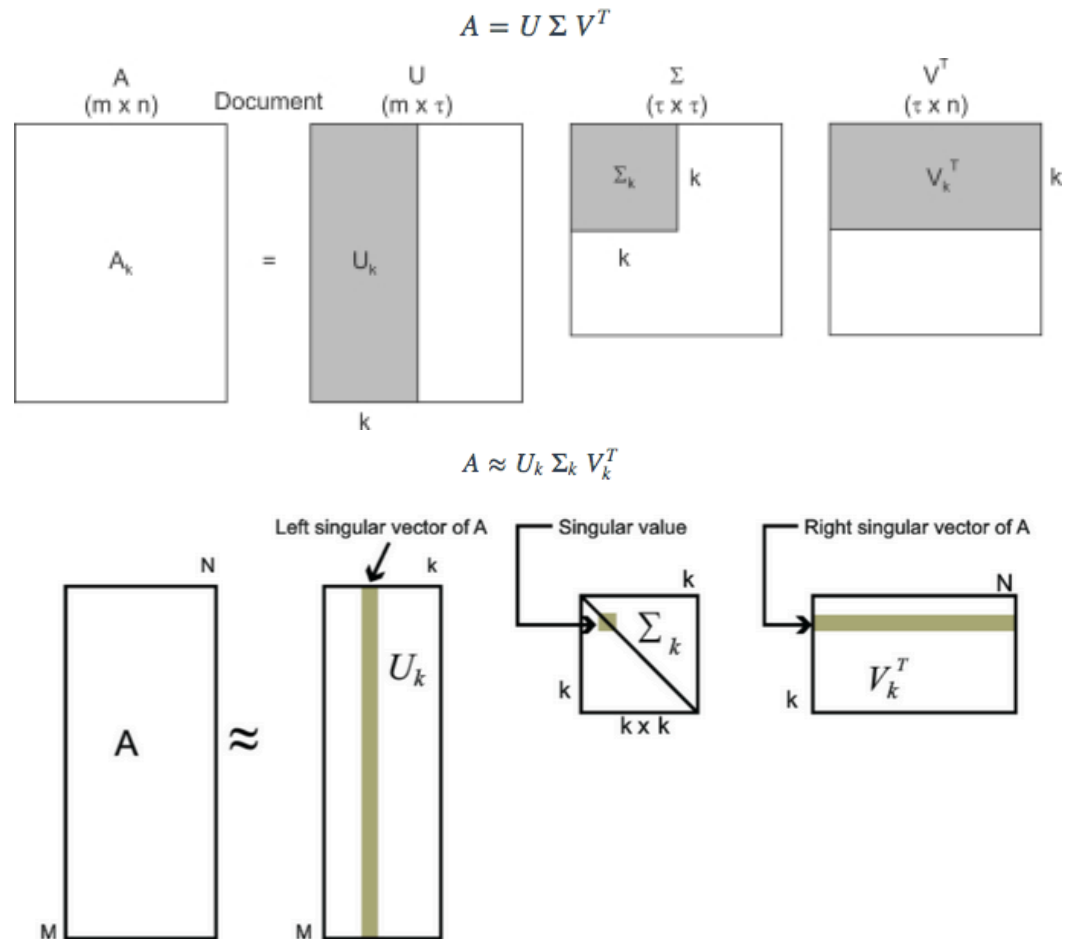 A = U Σ V^T
A U Σ V^T
(m x n) Document (m x τ) (τ x τ) (τ x n)
Σ_k k V_k^T k
A_k = U_k k
k
A ≈ U_k Σ_k V_k^T
Left singular vector of A Singular value Right singular vector of A
N k k N
Σ_k
U_k k V_k^T k
A ≈ k x k
M M